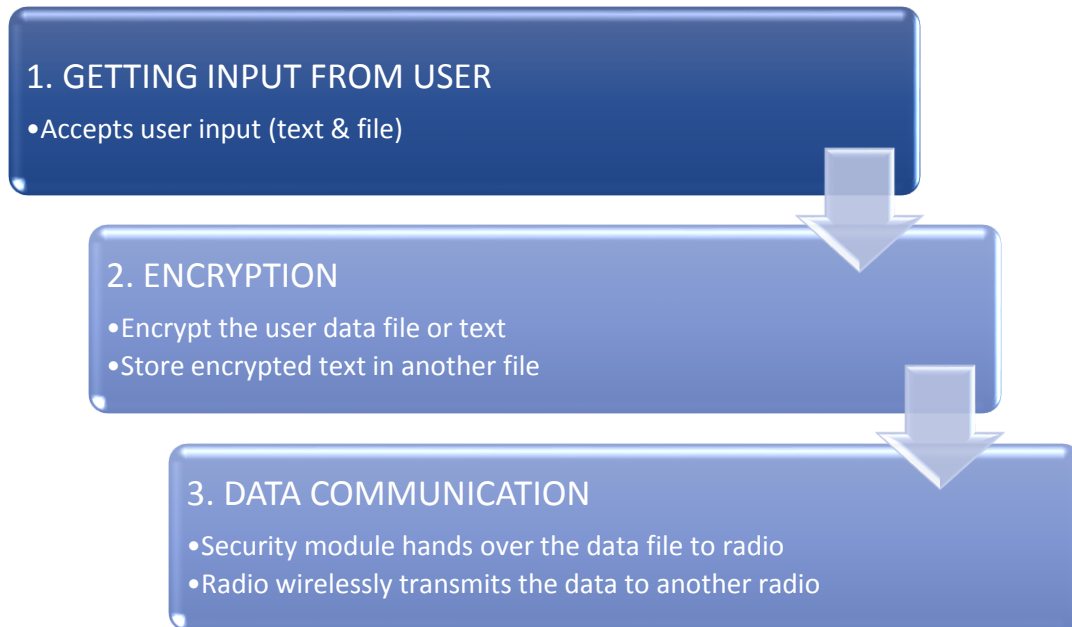 1. GETTING INPUT FROM USER
•Accepts user input (text & file)
2. ENCRYPTION
•Encrypt the user data file or text
•Store encrypted text in another file
3. DATA COMMUNICATION
•Security module hands over the data file to radio
•Radio wirelessly transmits the data to another radio